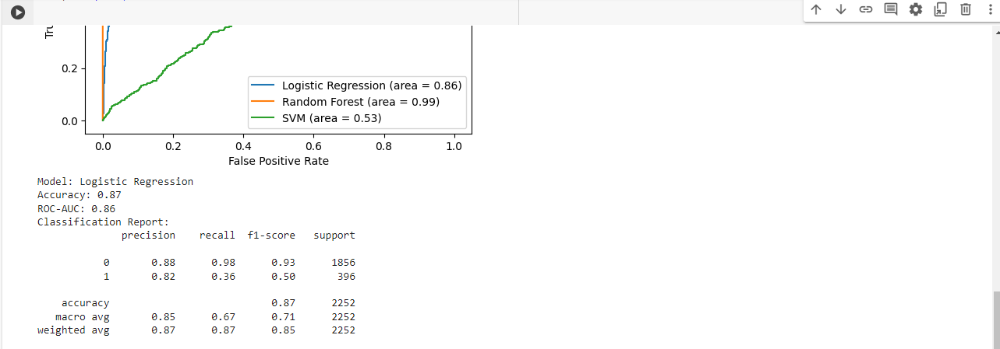 Tru
0.2
Logistic Regression (area = 0.86)
Random Forest (area = 0.99)
SVM (area = 0.53)
0.0
0.0 0.2 0.4 0.6 0.8 1.0
False Positive Rate
Model: Logistic Regression
Accuracy: 0.87
ROC-AUC: 0.86
Classification Report:
precision recall f1-score support
0 0.88 0.98 0.93 1856
1 0.82 0.36 0.50 396
accuracy 0.87 2252
macro avg 0.85 0.67 0.71 2252
weighted avg 0.87 0.87 0.85 2252